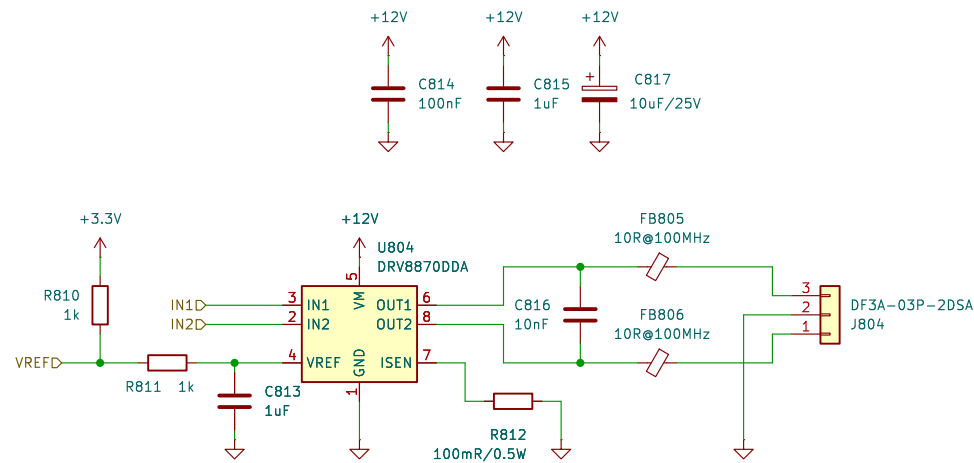 +12V
+12V
+12V
C814
100nF
C815
1uF
+
C817
10uF/25V
+3.3V
+12V
U804
DRV8870DDA
FB805
10R@100MHz
R810
1k
IN1
IN2
3
2
IN1
IN2
5
VM
OUT1
OUT2
6
8
C816
10nF
FB806
10R@100MHz
3
2
1
DF3A-03P-2DSA
J804
VREF
R811 1k
4
VREF
GND
1
ISEN
7
C813
1uF
R812
100mR/0.5W